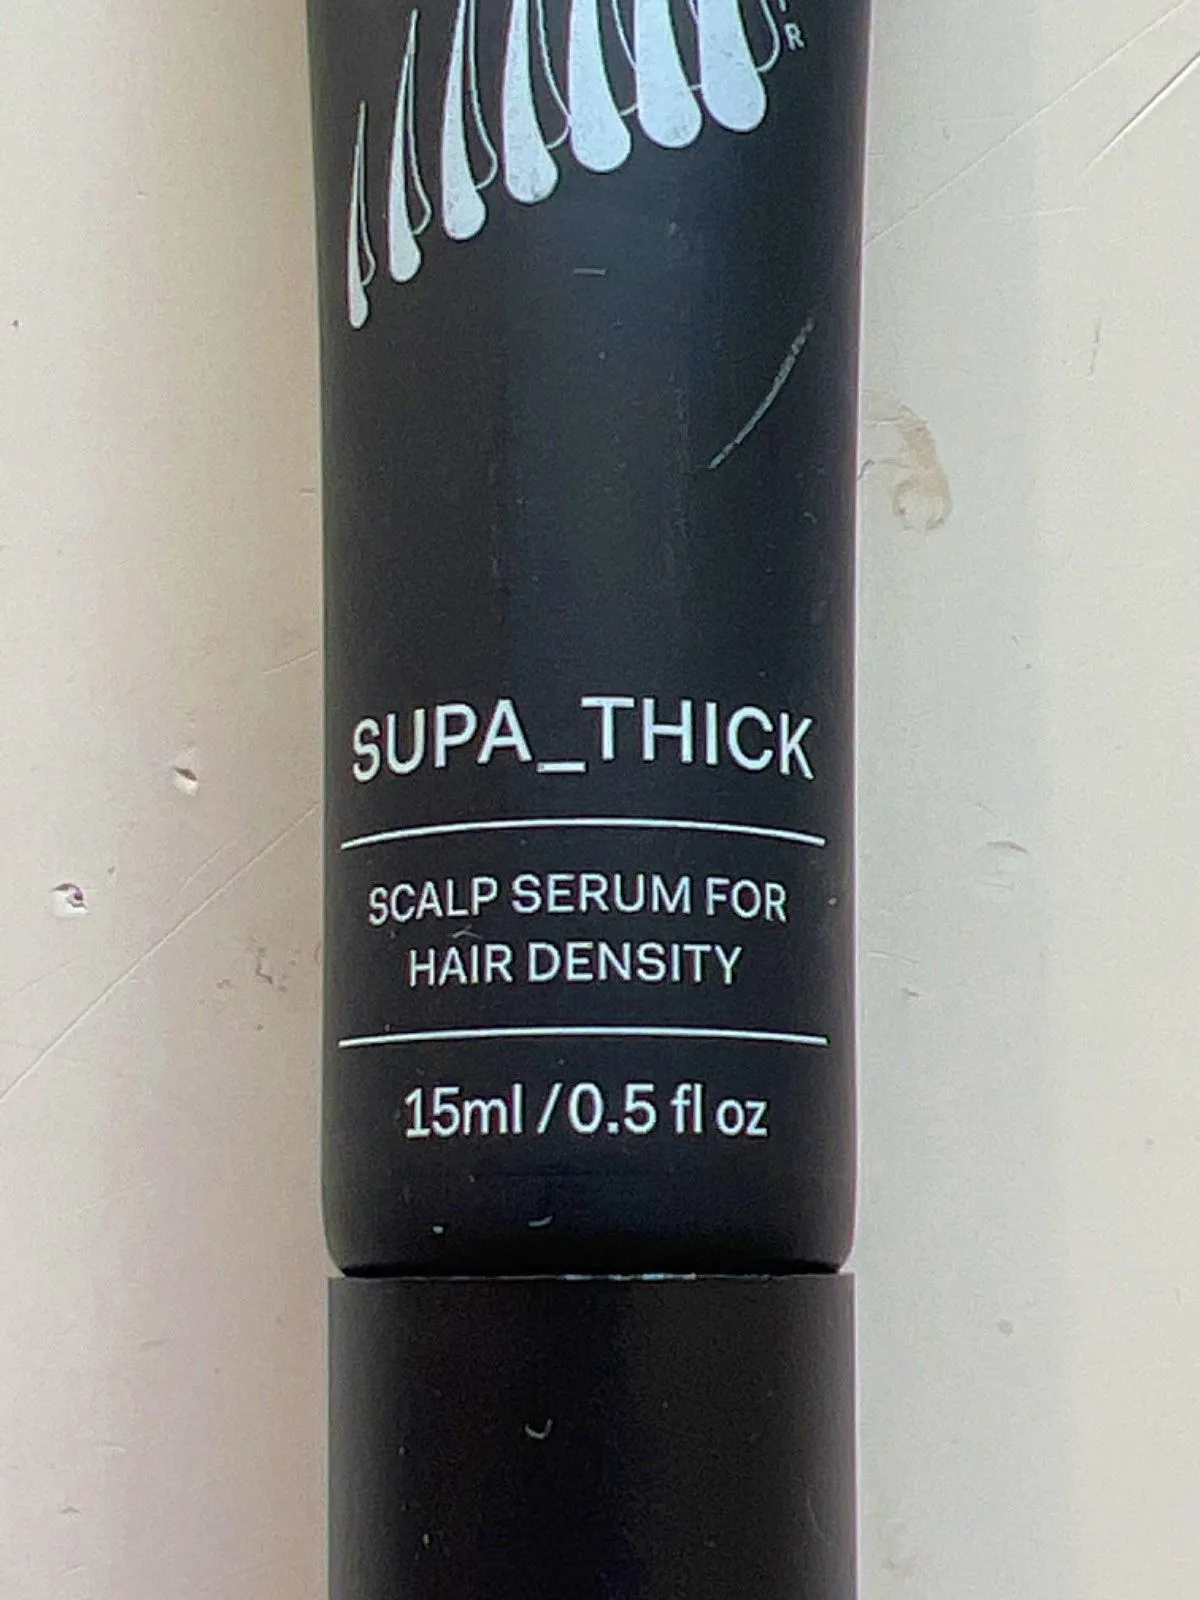 SUPA_THICK
SCALP SERUM FOR
HAIR DENSITY
15ml / 0.5 fl oz